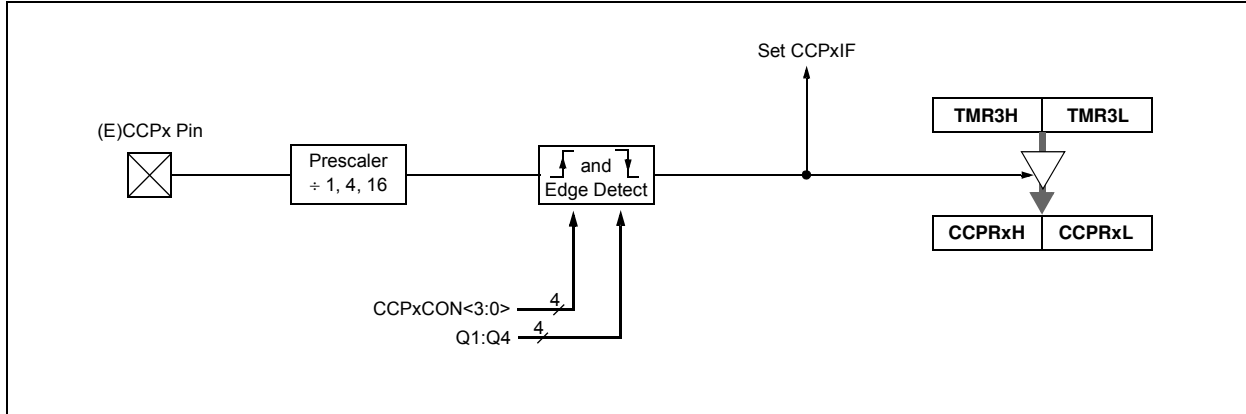 Set CCPxIF
(E)CCPx Pin
TMR3H TMR3L
Prescaler
÷ 1, 4, 16
and
Edge Detect
CCPRxH CCPRxL
CCPxCON<3:0>
4
Q1:Q4
4